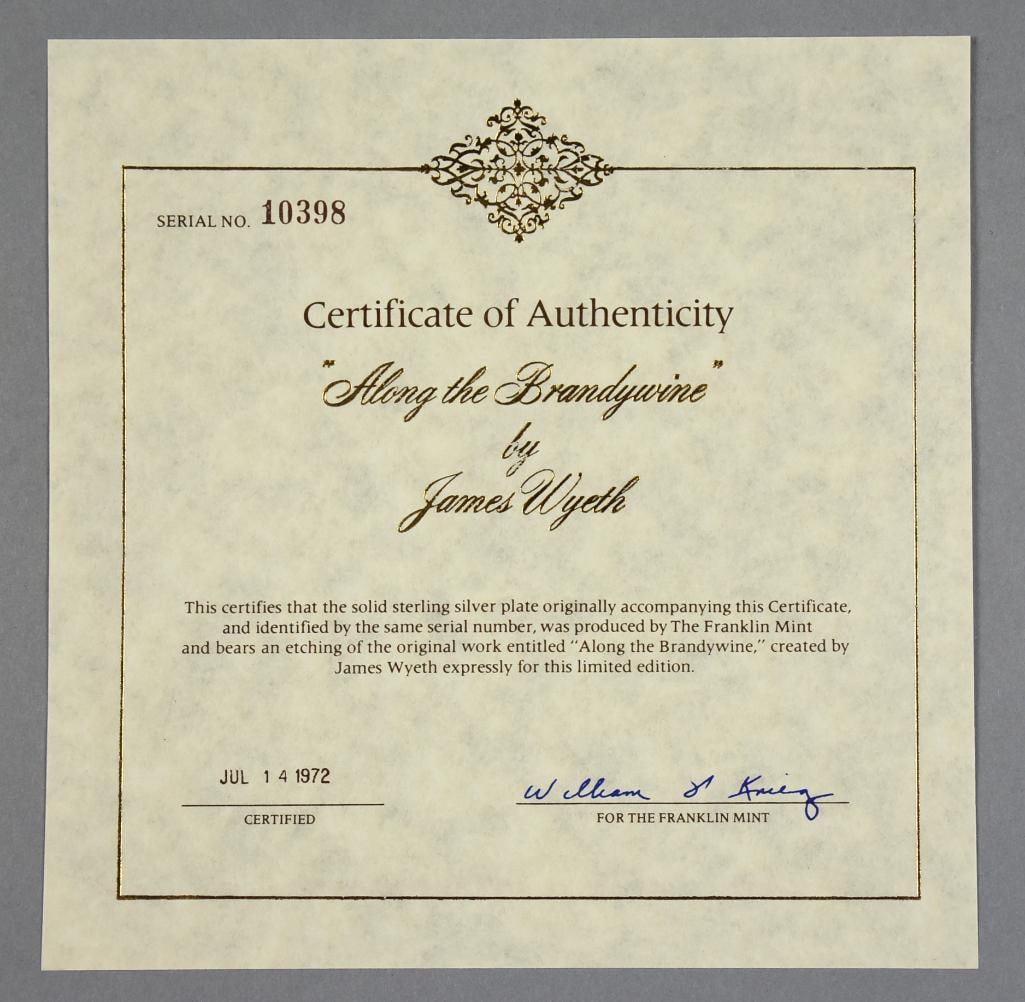 SERIAL NO. 10398
Certificate of Authenticity
"Along the Brandywine"
by
James Wyeth
This certifies that the solid sterling silver plate originally accompanying this Certificate,
and identified by the same serial number, was produced by The Franklin Mint
and bears an etching of the original work entitled “Along the Brandywine,” created by
James Wyeth expressly for this limited edition.
JUL 14 1972
CERTIFIED
William
FOR THE FRANKLIN MINT